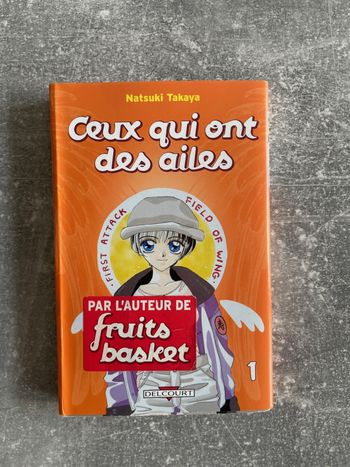 Natsuki Takaya
Ceux qui ont
des ailes
FIRST ATTACK
FIELD OF WING
PAR L'AUTEUR DE
fruits
basket
1
DELCOURT